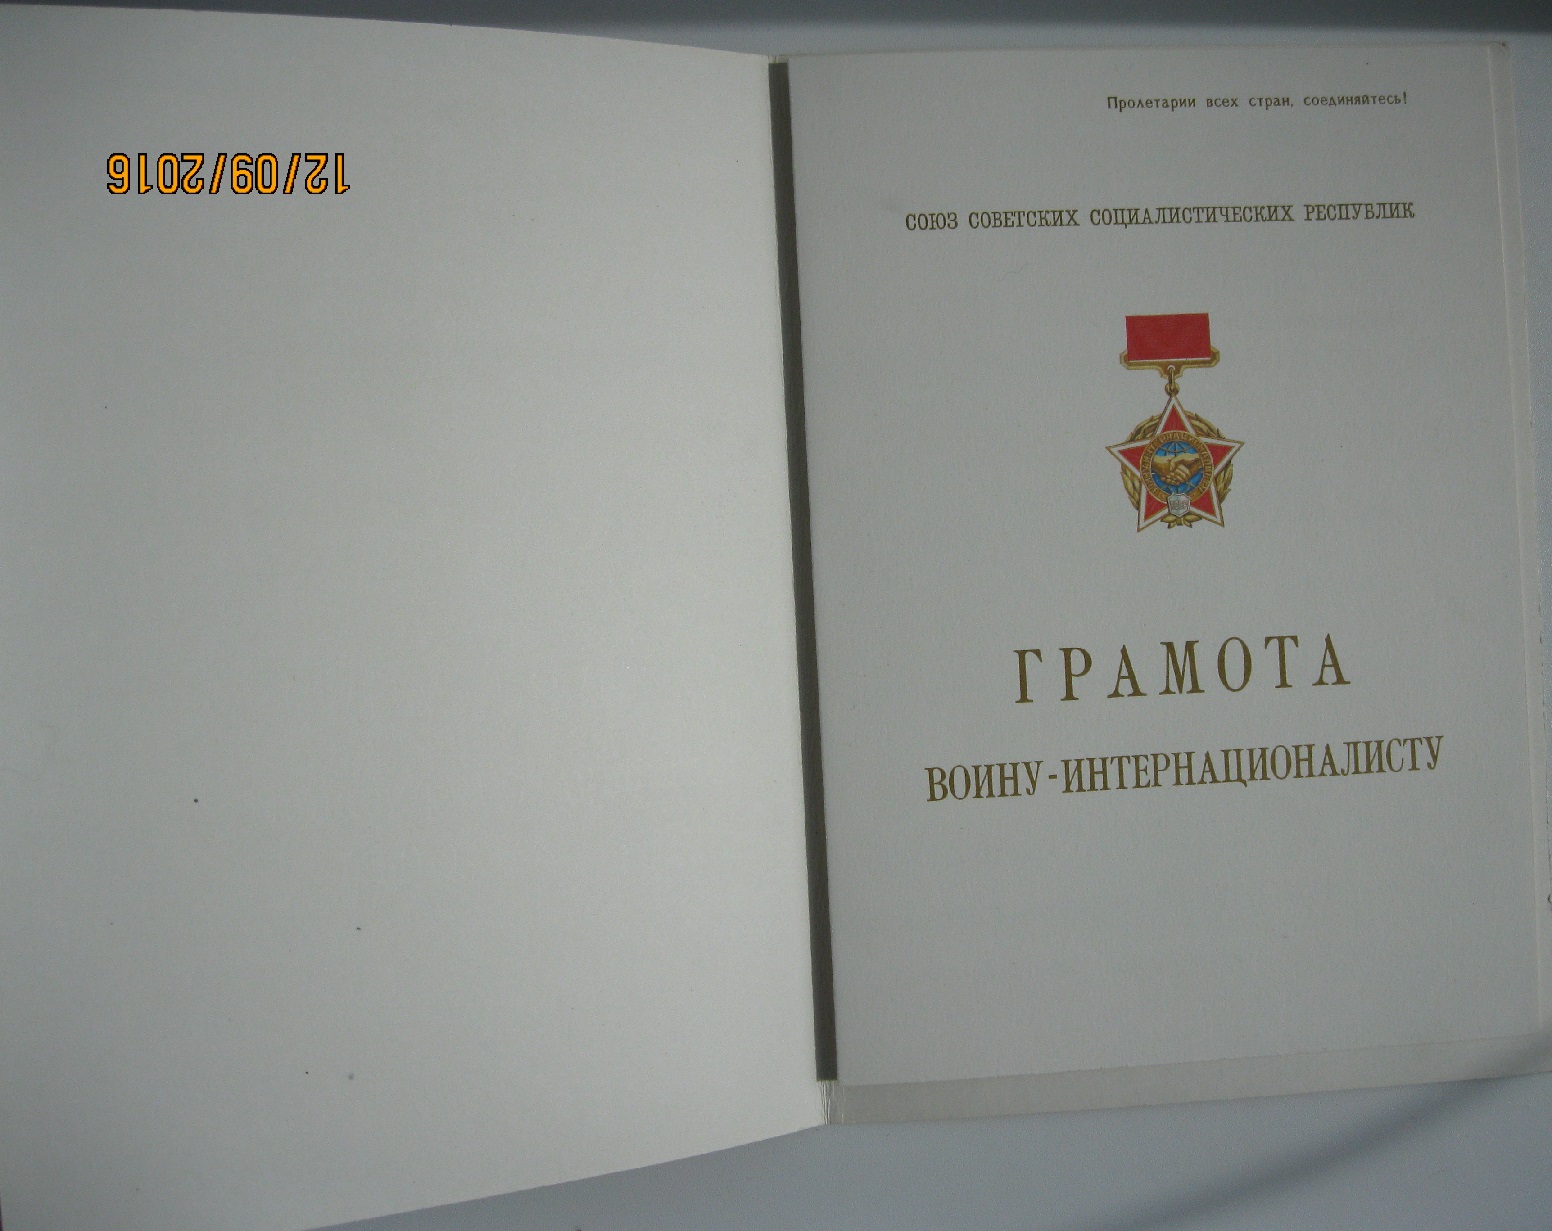 12/09/2016
Пролетарии всех стран, соединяйтесь!
СОЮЗ СОВЕТСКИХ СОЦИАЛИСТИЧЕСКИХ РЕСПУБЛИК
ГРАМОТА
ВОИНУ-ИНТЕРНАЦИОНАЛИСТУ